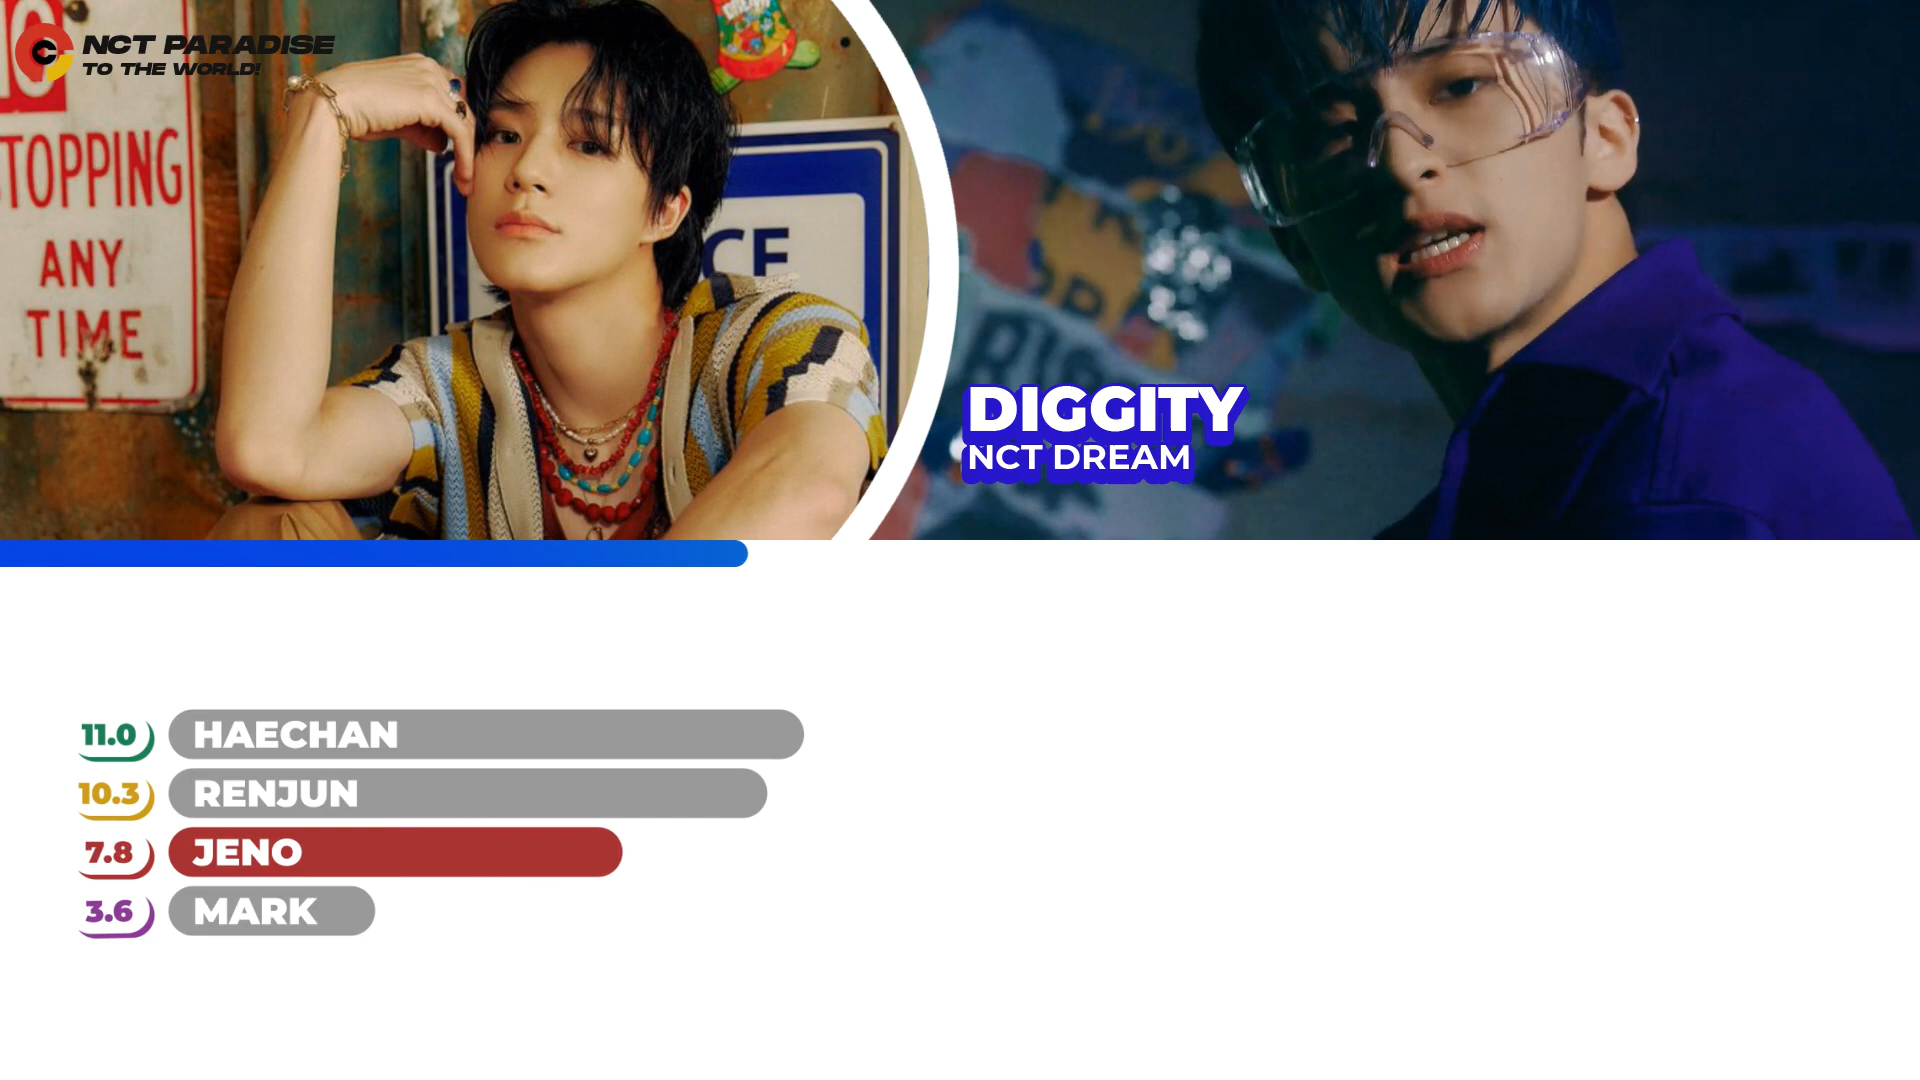 NCT PARADISE
TO THE WORLD!
STOPPING
ANY
TIME
CE
DIGGITY
NCT DREAM
11.0 HAECHAN
10.3 RENJUN
7.8 JENO
3.6 MARK